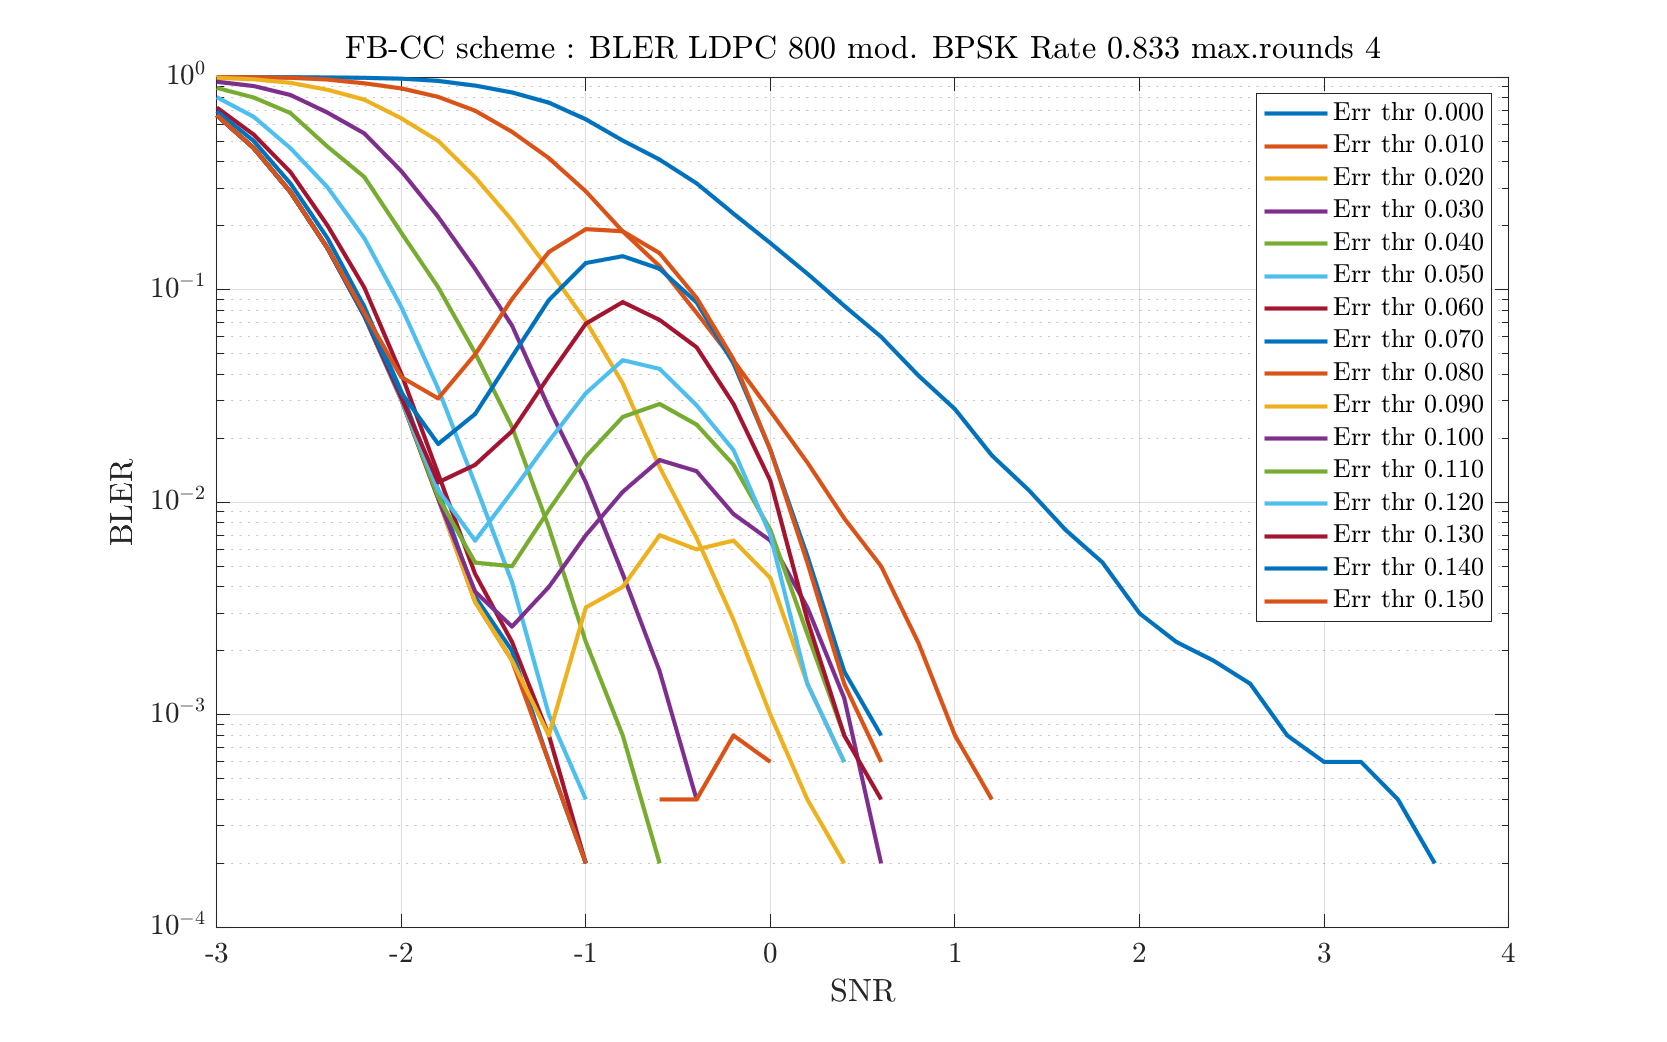 FB-CC scheme : BLER LDPC 800 mod. BPSK Rate 0.833 max.rounds 4
10^0
10^-1
10^-2
10^-3
10^-4
BLER
-3 -2 -1 0 1 2 3 4
SNR
Err thr 0.000
Err thr 0.010
Err thr 0.020
Err thr 0.030
Err thr 0.040
Err thr 0.050
Err thr 0.060
Err thr 0.070
Err thr 0.080
Err thr 0.090
Err thr 0.100
Err thr 0.110
Err thr 0.120
Err thr 0.130
Err thr 0.140
Err thr 0.150